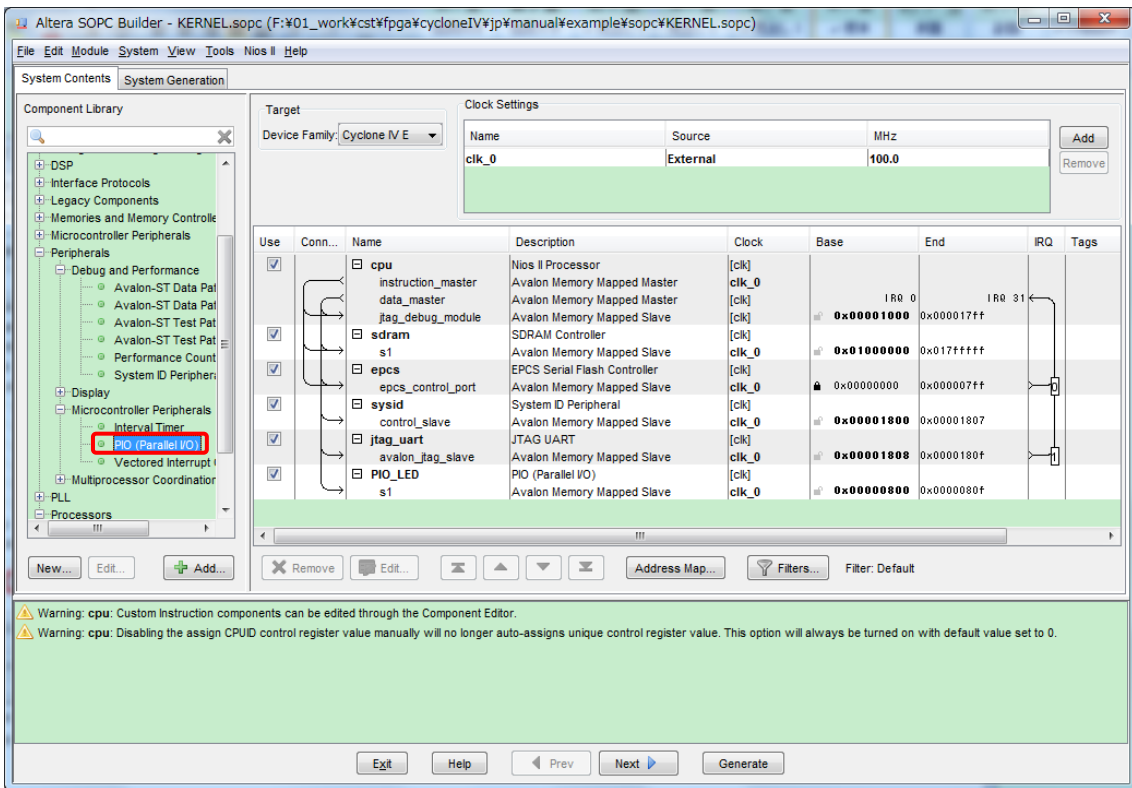 Altera SOPC Builder - KERNEL.sopc (F:¥01_work¥cst¥fpga¥cycloneIV¥jp¥manual¥example¥sopc¥KERNEL.sopc)
File Edit Module System View Tools Nios II Help
System Contents System Generation
Component Library
DSP
Interface Protocols
Legacy Components
Memories and Memory Controlle
Microcontroller Peripherals
Peripherals
Debug and Performance
Avalon-ST Data Pat
Avalon-ST Data Pat
Avalon-ST Test Pat
Avalon-ST Test Pat
Performance Count
System ID Periphera
Display
Microcontroller Peripherals
Interval Timer
PIO (Parallel I/O)
Vectored Interrupt
Multiprocessor Coordination
PLL
Processors
New... Edit... Add...
Target
Device Family: Cyclone IV E
Clock Settings
Name Source MHz
clk_0 External 100.0
Add
Remove
Use Conn... Name Description Clock Base End IRQ Tags
cpu Nios II Processor [clk]
instruction_master Avalon Memory Mapped Master clk_0
data_master Avalon Memory Mapped Master [clk] IRQ 0 IRQ 31
jtag_debug_module Avalon Memory Mapped Slave [clk] 0x00001000 0x000017ff
sdram SDRAM Controller [clk]
s1 Avalon Memory Mapped Slave clk_0 0x01000000 0x017fffff
epcs EPCS Serial Flash Controller [clk]
epcs_control_port Avalon Memory Mapped Slave clk_0 0x00000000 0x000007ff 0
sysid System ID Peripheral [clk]
control_slave Avalon Memory Mapped Slave clk_0 0x00001800 0x00001807
jtag_uart JTAG UART [clk]
avalon_jtag_slave Avalon Memory Mapped Slave clk_0 0x00001808 0x0000180f 1
PIO_LED PIO (Parallel I/O) [clk]
s1 Avalon Memory Mapped Slave clk_0 0x00000800 0x0000080f
Remove Edit... Address Map... Filters... Filter: Default
Warning: cpu: Custom Instruction components can be edited through the Component Editor.
Warning: cpu: Disabling the assign CPUID control register value manually will no longer auto-assigns unique control register value. This option will always be turned on with default value set to 0.
Exit Help Prev Next Generate